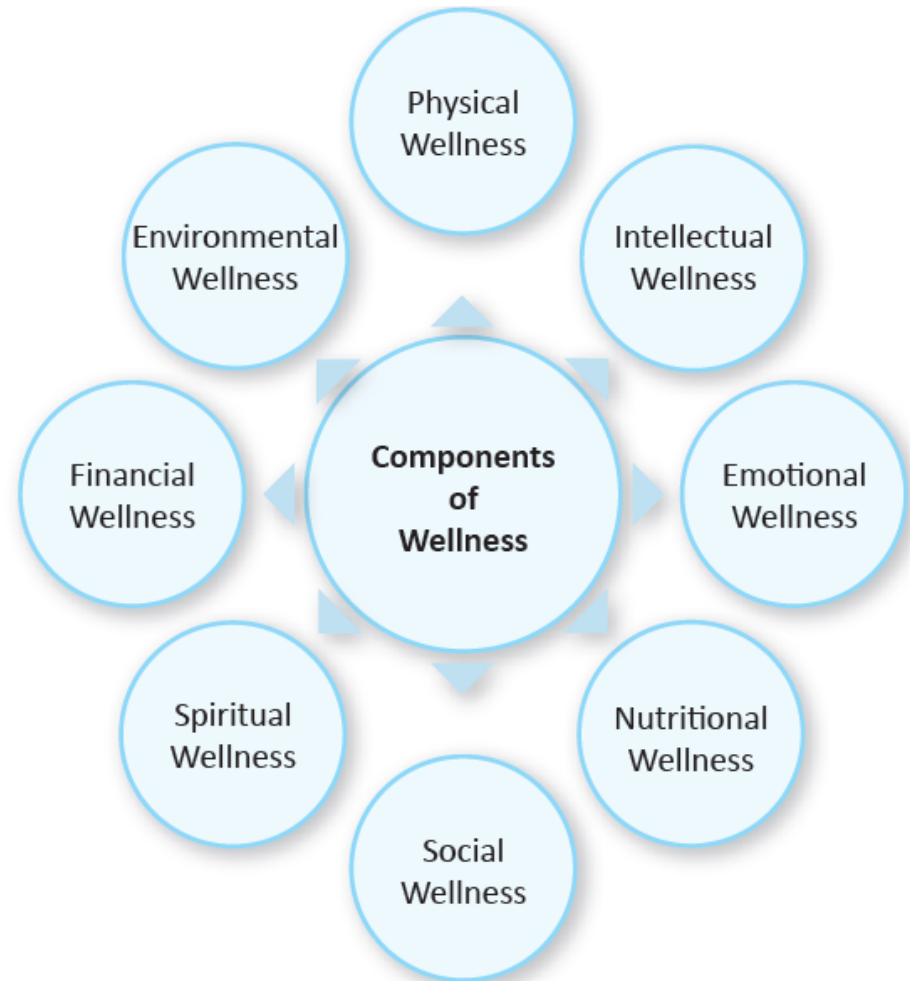 Physical
Wellness
Intellectual
Wellness
Emotional
Wellness
Nutritional
Wellness
Social
Wellness
Spiritual
Wellness
Financial
Wellness
Environmental
Wellness
Components
of
Wellness